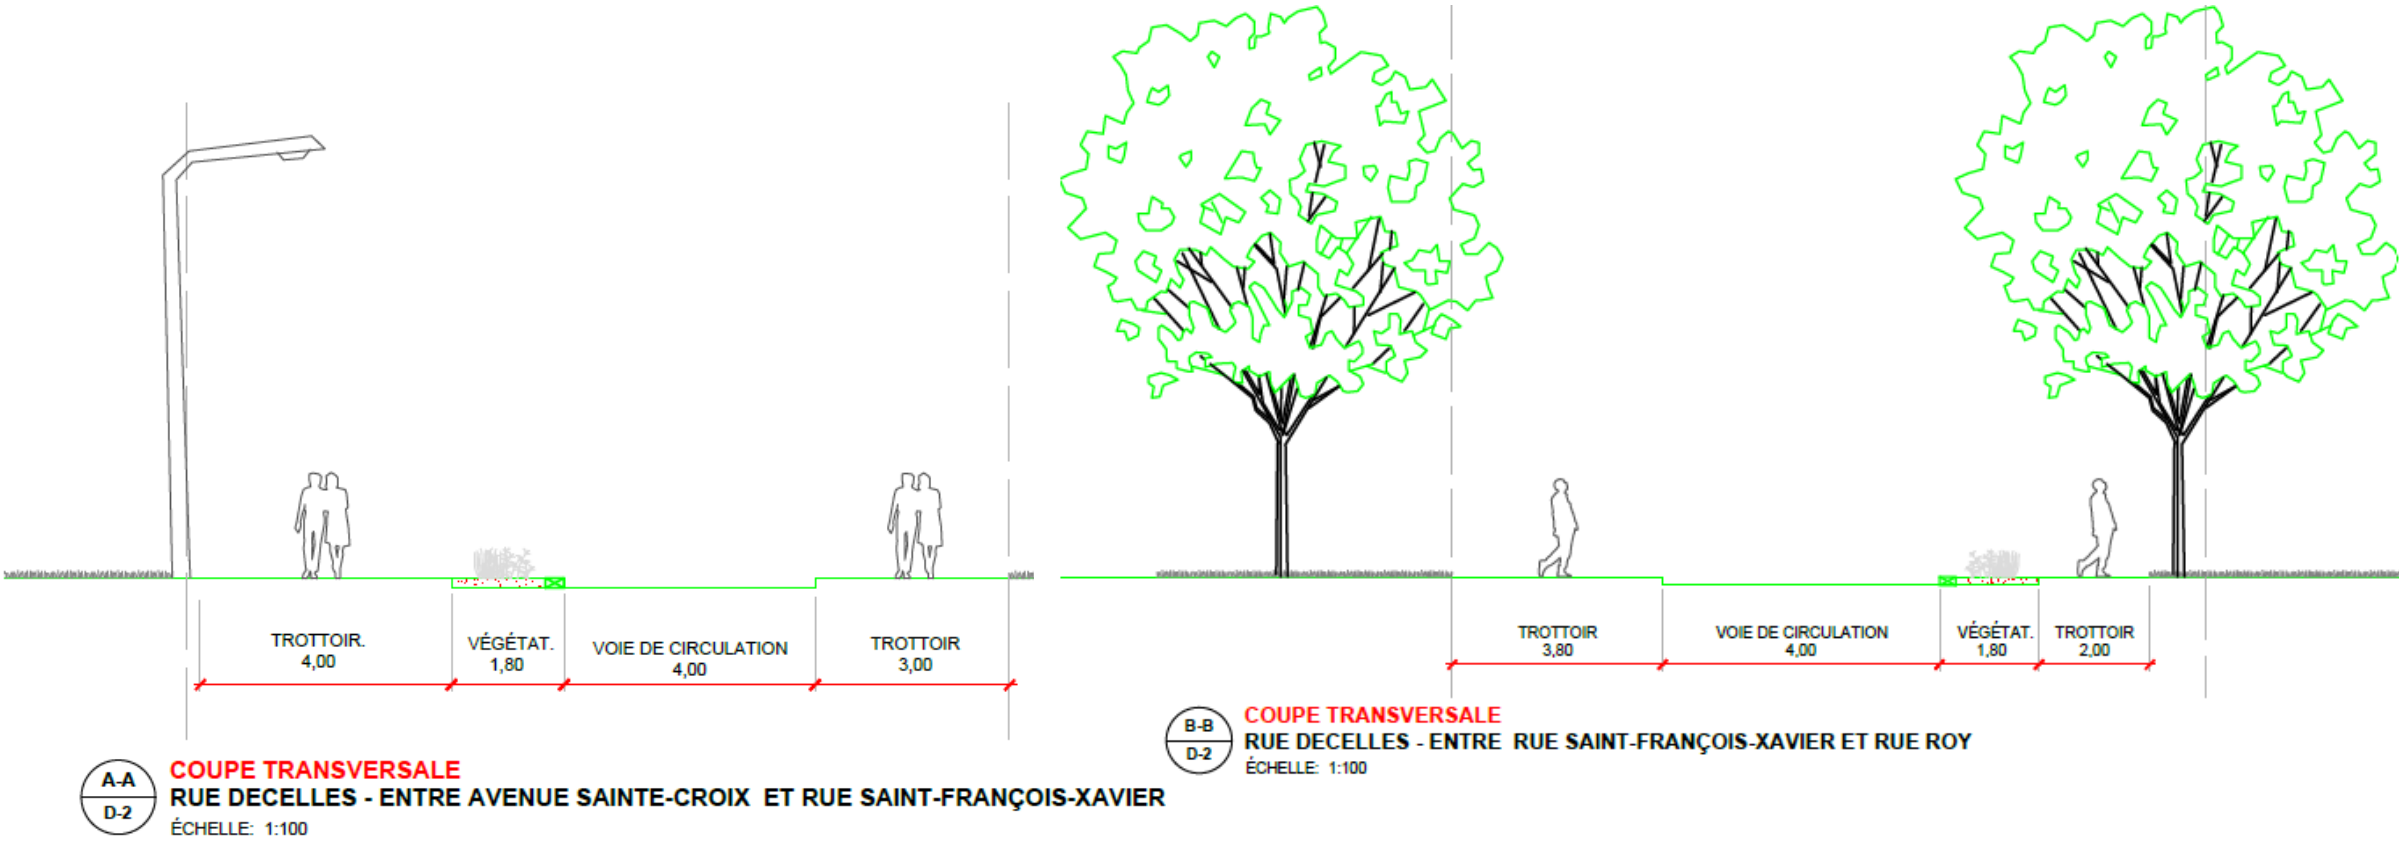 TROTTOIR.
4,00
VÉGÉTAT.
1,80
VOIE DE CIRCULATION
4,00
TROTTOIR
3,00
A-A
D-2
COUPE TRANSVERSALE
RUE DECELLES - ENTRE AVENUE SAINTE-CROIX ET RUE SAINT-FRANÇOIS-XAVIER
ÉCHELLE: 1:100
TROTTOIR
3,80
VOIE DE CIRCULATION
4,00
VÉGÉTAT.
1,80
TROTTOIR
2,00
B-B
D-2
COUPE TRANSVERSALE
RUE DECELLES - ENTRE RUE SAINT-FRANÇOIS-XAVIER ET RUE ROY
ÉCHELLE: 1:100